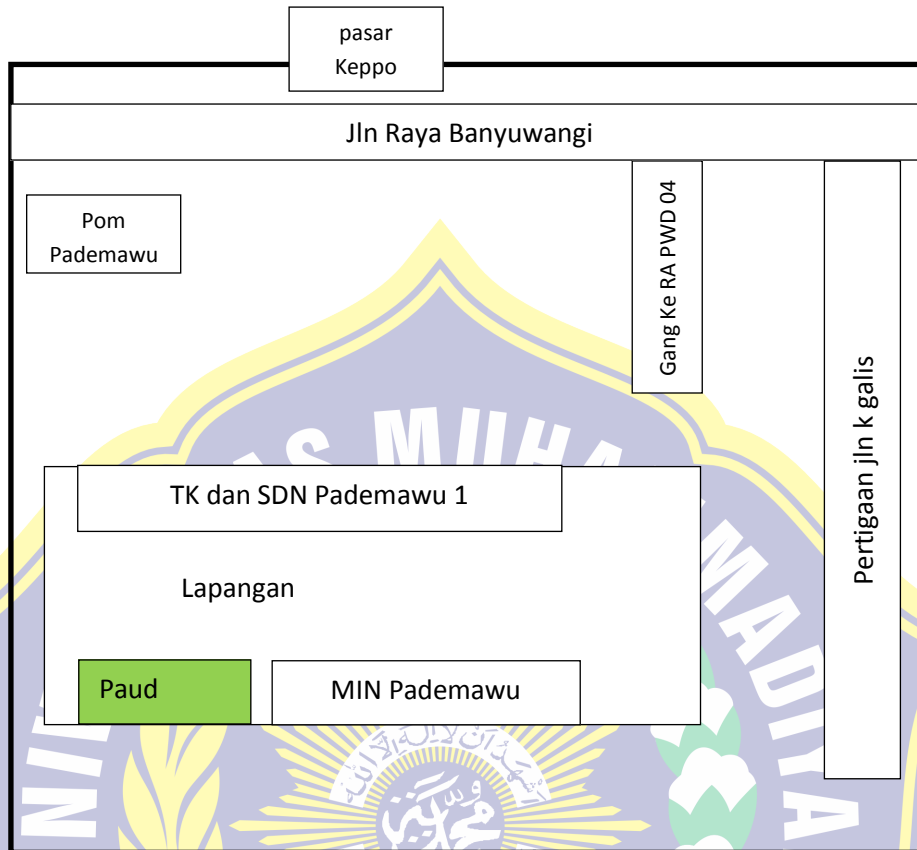 pasar
Keppo
Jln Raya Banyuwangi
Pom
Pademawu
Gang Ke RA PWD 04
Pertigaan jln k galis
TK dan SDN Pademawu 1
Lapangan
Paud
MIN Pademawu